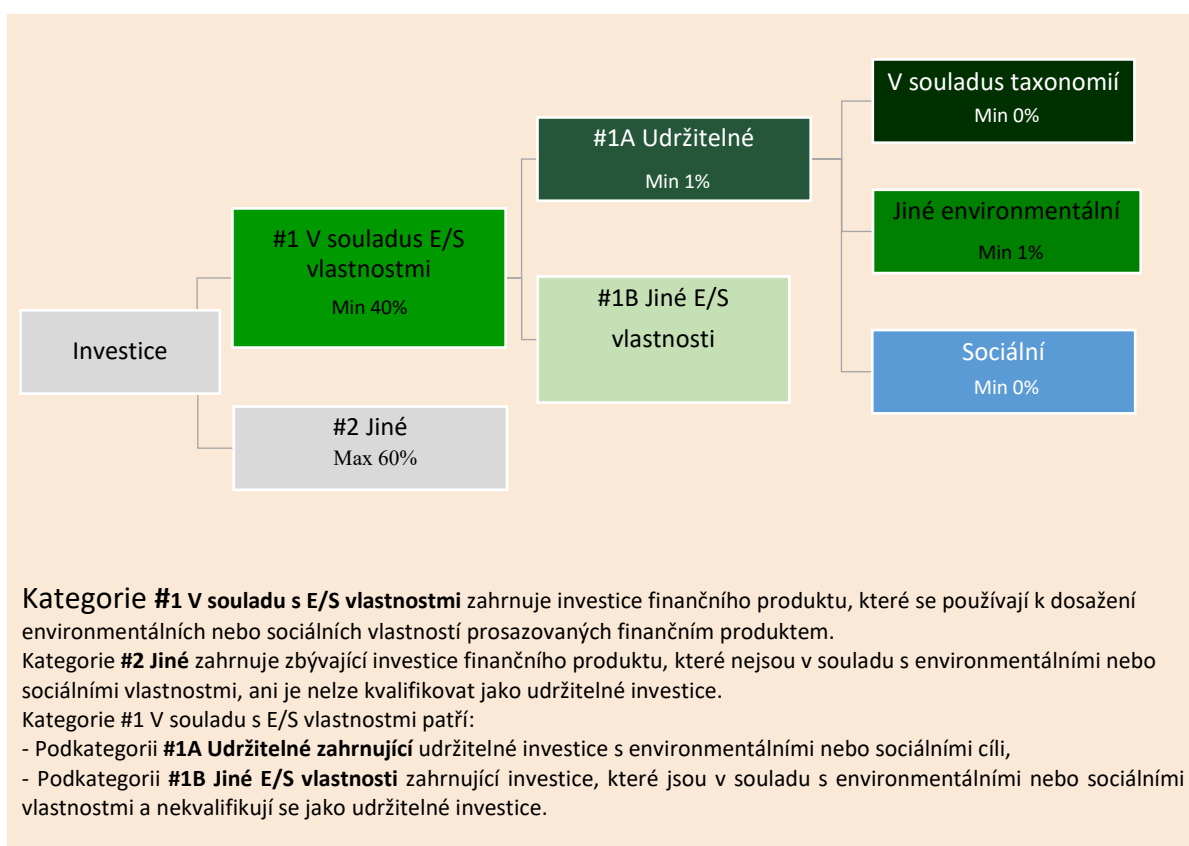 V souladus taxonomií
Min 0%
#1A Udržitelné
Min 1%
Jiné environmentální
Min 1%
#1 V souladus E/S
vlastnostmi
Min 40%
#1B Jiné E/S
vlastnosti
Investice
Sociální
Min 0%
#2 Jiné
Max 60%
Kategorie #1 V souladu s E/S vlastnostmi zahrnuje investice finančního produktu, které se používají k dosažení
environmentálních nebo sociálních vlastností prosazovaných finančním produktem.
Kategorie #2 Jiné zahrnuje zbývající investice finančního produktu, které nejsou v souladu s environmentálními nebo
sociálními vlastnostmi, ani je nelze kvalifikovat jako udržitelné investice.
Kategorie #1 V souladu s E/S vlastnostmi patří:
- Podkategorii #1A Udržitelné zahrnující udržitelné investice s environmentálními nebo sociálními cíli,
- Podkategorii #1B Jiné E/S vlastnosti zahrnující investice, které jsou v souladu s environmentálními nebo sociálními
vlastnostmi a nekvalifikují se jako udržitelné investice.